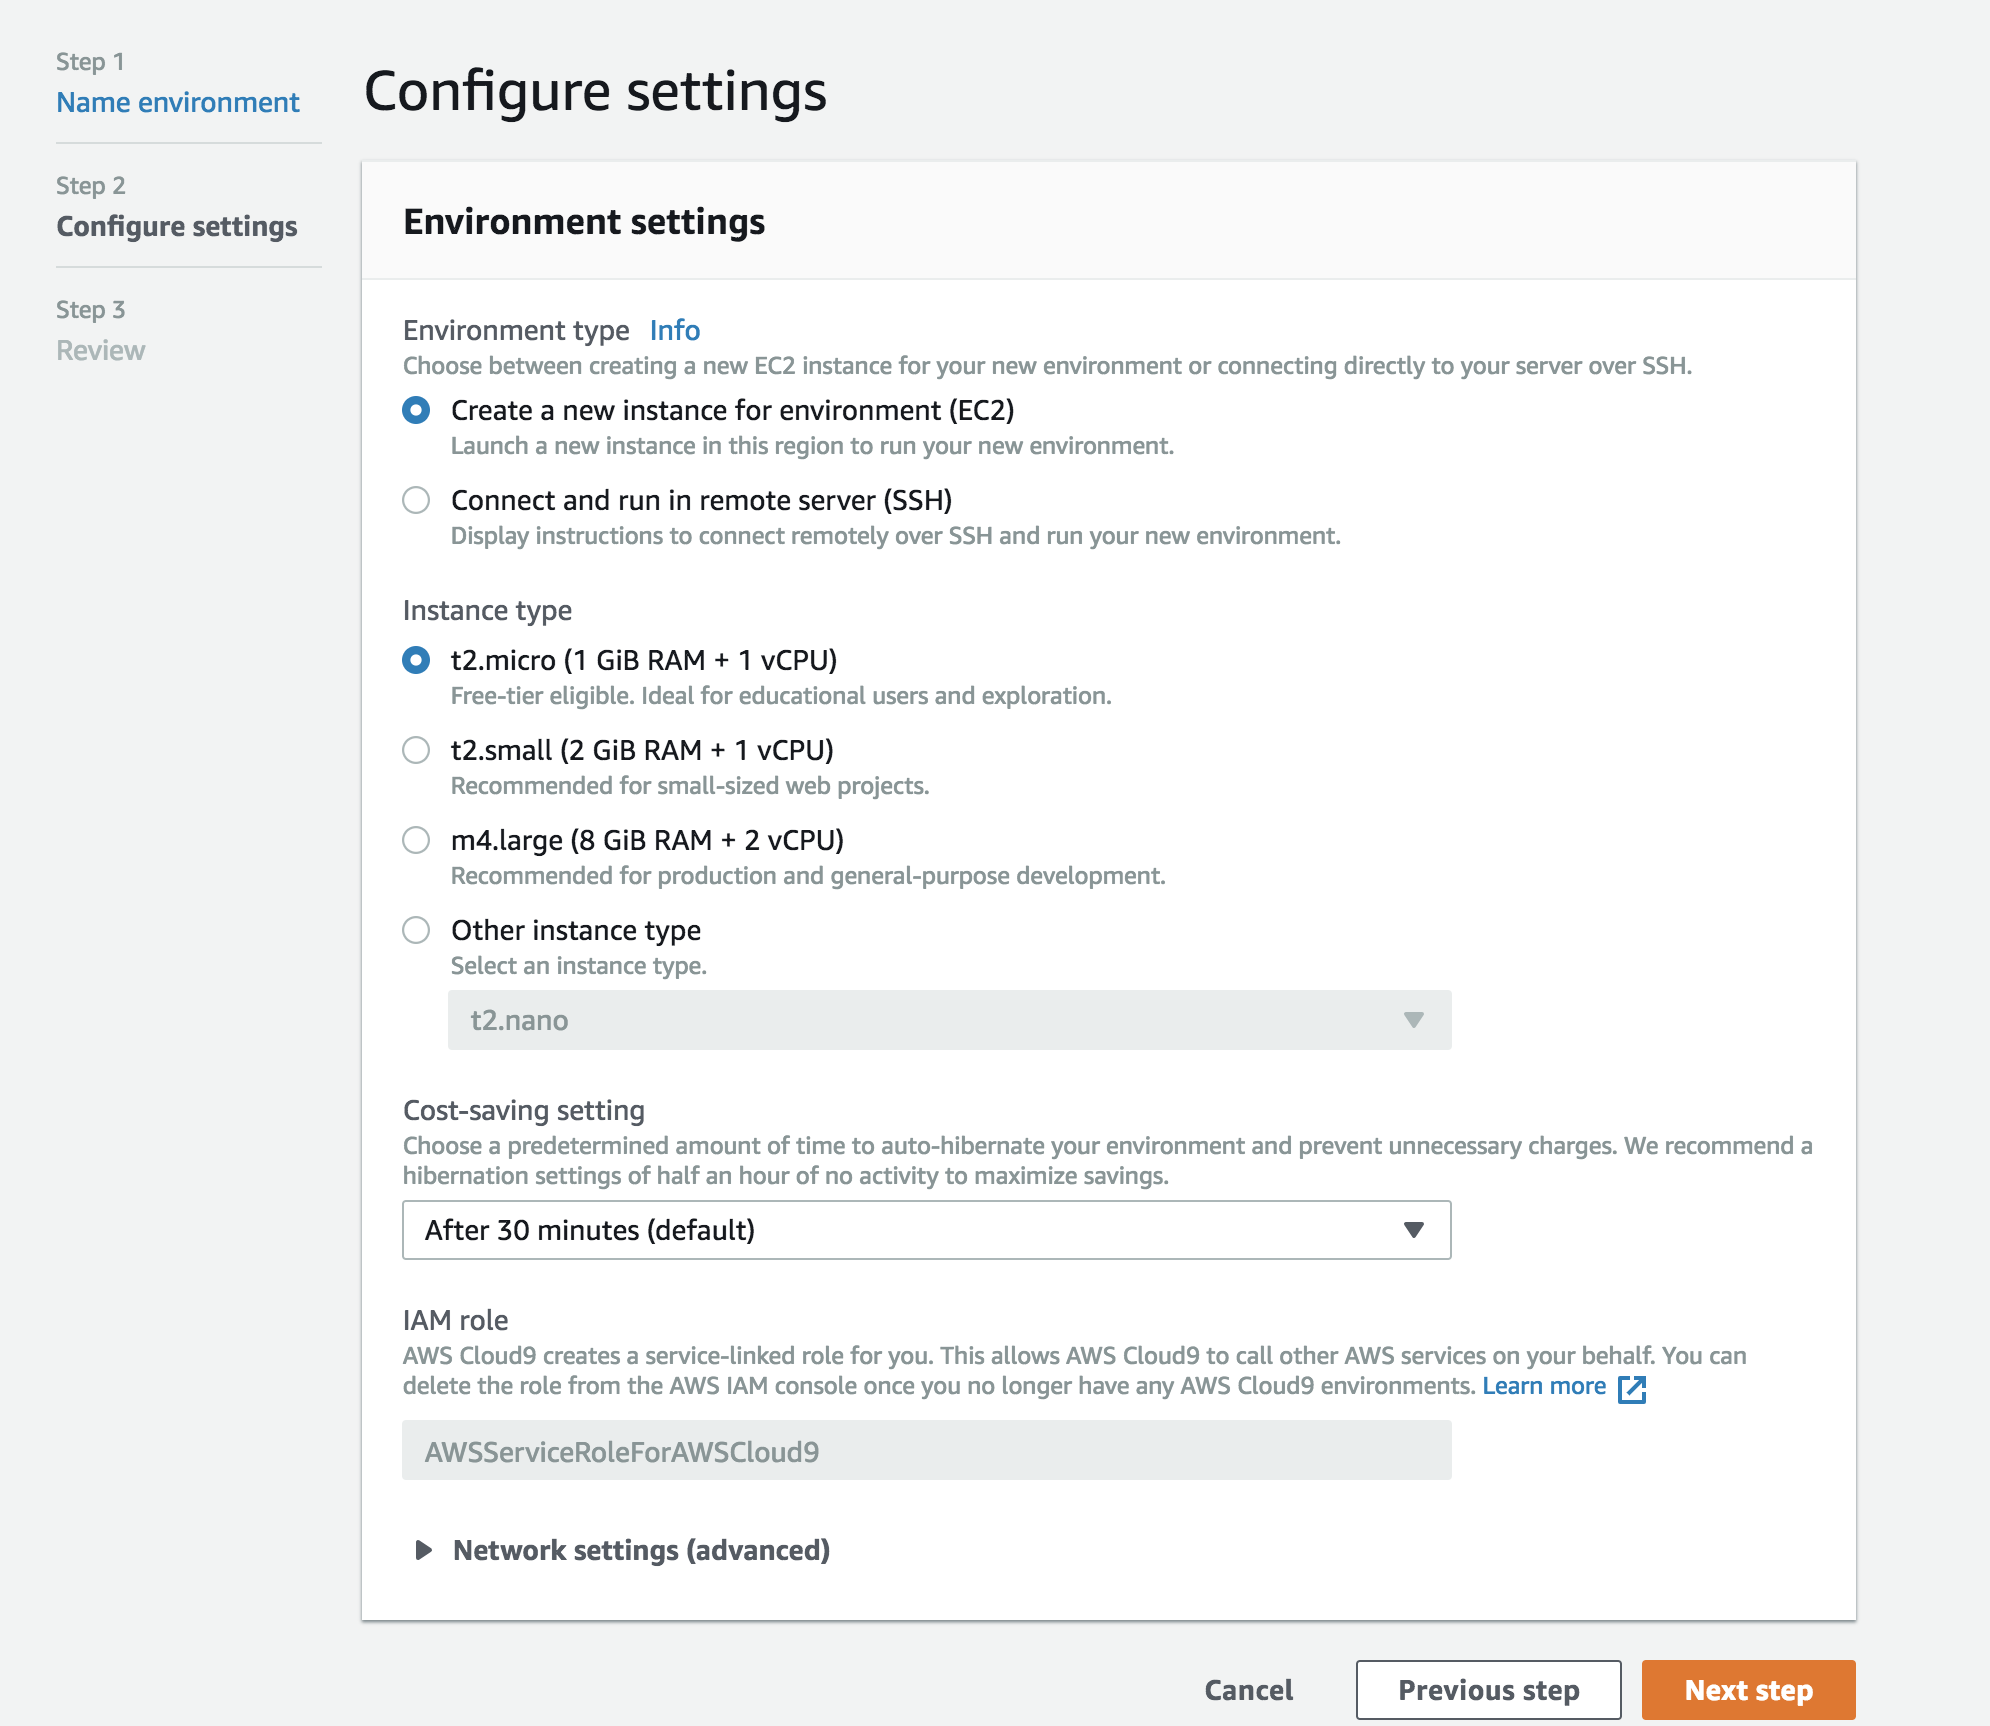 Step 1
Name environment
Step 2
Configure settings
Step 3
Review
Configure settings
Environment settings
Environment type Info
Choose between creating a new EC2 instance for your new environment or connecting directly to your server over SSH.
Create a new instance for environment (EC2)
Launch a new instance in this region to run your new environment.
Connect and run in remote server (SSH)
Display instructions to connect remotely over SSH and run your new environment.
Instance type
t2.micro (1 GiB RAM + 1 vCPU)
Free-tier eligible. Ideal for educational users and exploration.
t2.small (2 GiB RAM + 1 vCPU)
Recommended for small-sized web projects.
m4.large (8 GiB RAM + 2 vCPU)
Recommended for production and general-purpose development.
Other instance type
Select an instance type.
t2.nano
Cost-saving setting
Choose a predetermined amount of time to auto-hibernate your environment and prevent unnecessary charges. We recommend a
hibernation settings of half an hour of no activity to maximize savings.
After 30 minutes (default)
IAM role
AWS Cloud9 creates a service-linked role for you. This allows AWS Cloud9 to call other AWS services on your behalf. You can
delete the role from the AWS IAM console once you no longer have any AWS Cloud9 environments. Learn more
AWSServiceRoleForAWSCloud9
Network settings (advanced)
Cancel
Previous step
Next step